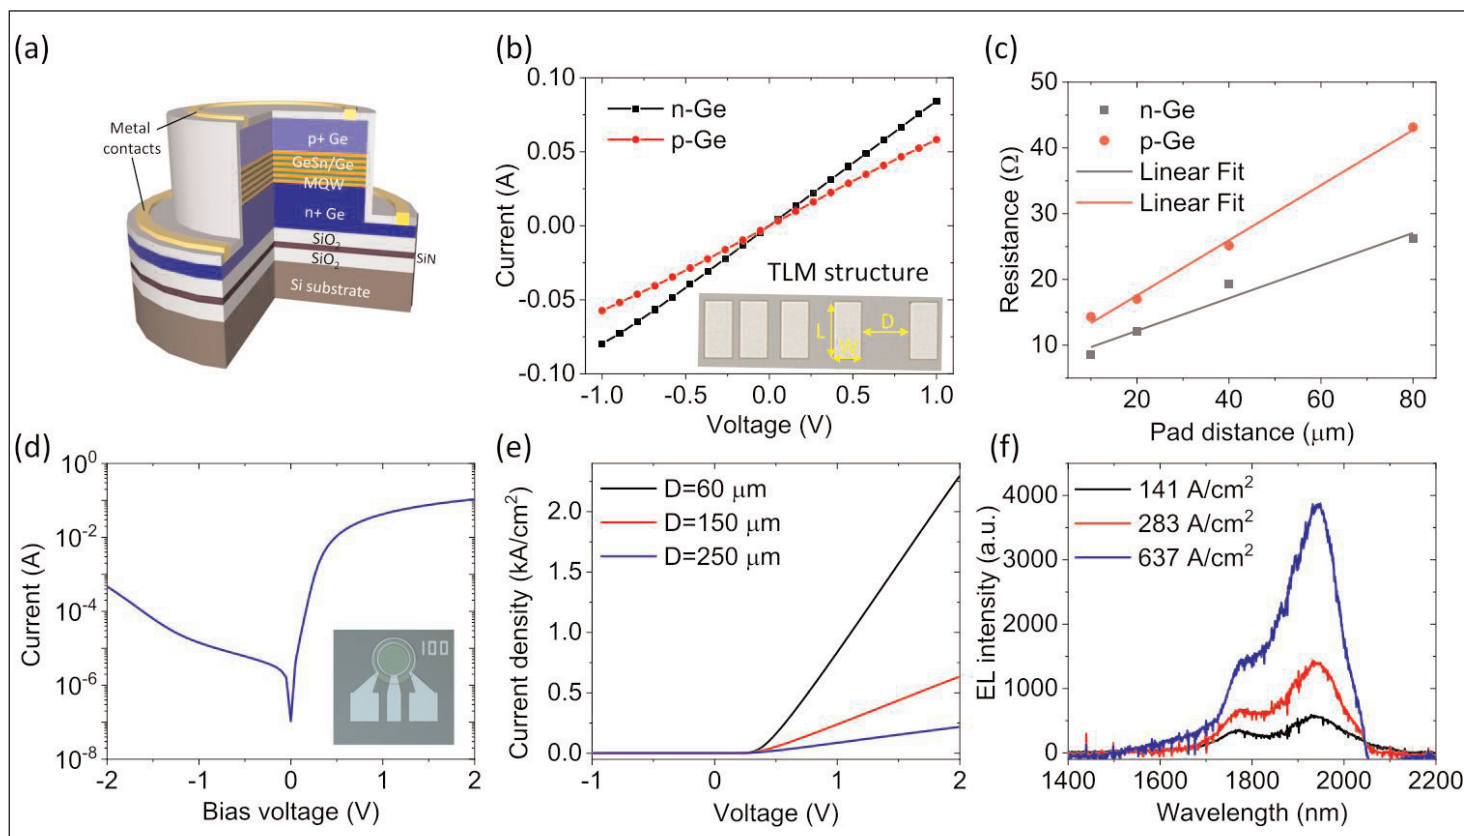 (a)
Metal
contacts
p+ Ge
GeSn/Ge
MQW
n+ Ge
SiO₂
SiO₂
SiN
Si substrate
(b)
0.10
0.05
0.00
-0.05
-0.10
Current (A)
n-Ge
p-Ge
TLM structure
L
W
D
-1.0
-0.5
0.0
0.5
1.0
Voltage (V)
(c)
50
40
30
20
10
Resistance (Ω)
n-Ge
p-Ge
Linear Fit
Linear Fit
20
40
60
80
Pad distance (μm)
(d)
10⁰
10⁻²
10⁻⁴
10⁻⁶
10⁻⁸
Current (A)
100
-2
-1
0
1
2
Bias voltage (V)
(e)
2.0
1.5
1.0
0.5
0.0
Current density (kA/cm²)
D=60 μm
D=150 μm
D=250 μm
-1
0
1
2
Voltage (V)
(f)
4000
3000
2000
1000
0
EL intensity (a.u.)
141 A/cm²
283 A/cm²
637 A/cm²
1400
1600
1800
2000
2200
Wavelength (nm)